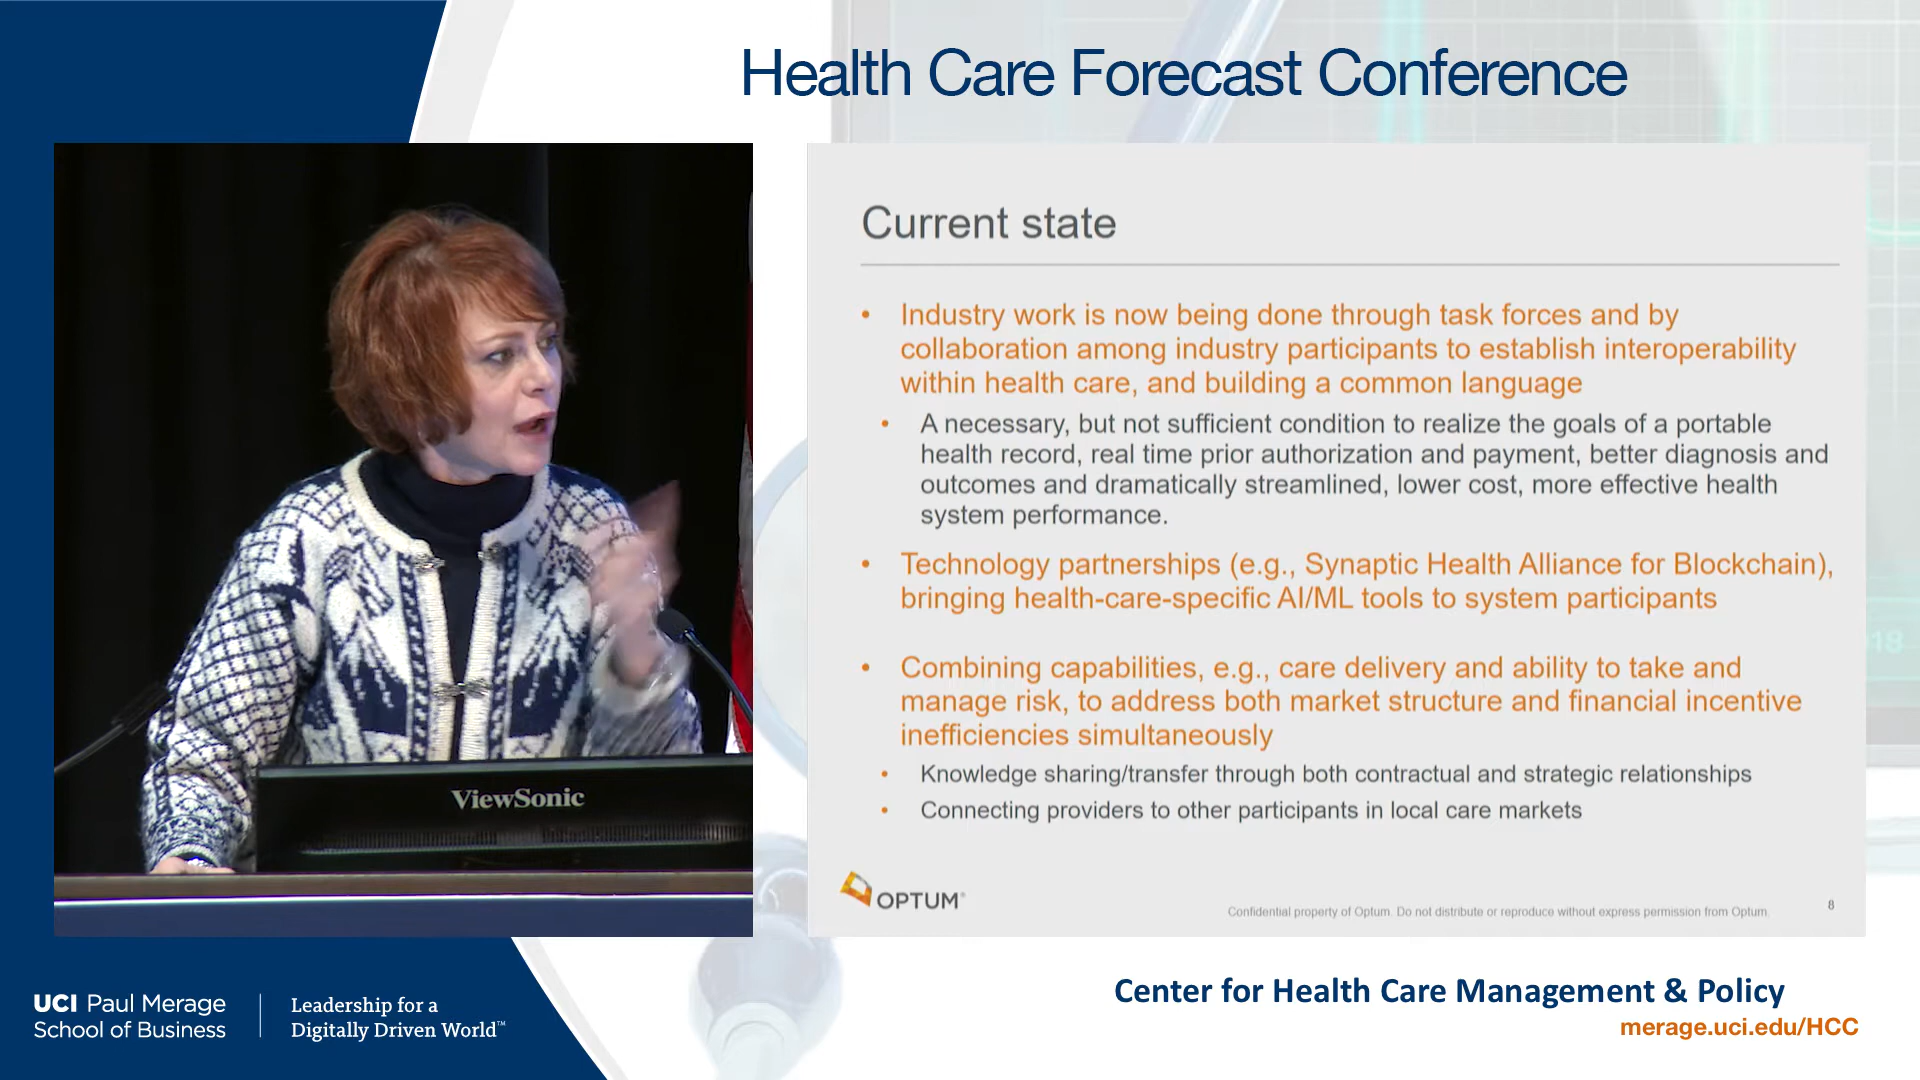 Health Care Forecast Conference
ViewSonic
Current state
• Industry work is now being done through task forces and by
collaboration among industry participants to establish interoperability
within health care, and building a common language
• A necessary, but not sufficient condition to realize the goals of a portable
health record, real time prior authorization and payment, better diagnosis and
outcomes and dramatically streamlined, lower cost, more effective health
system performance.
• Technology partnerships (e.g., Synaptic Health Alliance for Blockchain),
bringing health-care-specific AI/ML tools to system participants
• Combining capabilities, e.g., care delivery and ability to take and
manage risk, to address both market structure and financial incentive
inefficiencies simultaneously
• Knowledge sharing/transfer through both contractual and strategic relationships
• Connecting providers to other participants in local care markets
OPTUM®
Confidential property of Optum. Do not distribute or reproduce without express permission from Optum.
8
18
UCI Paul Merage
School of Business
Leadership for a
Digitally Driven World™
Center for Health Care Management & Policy
merage.uci.edu/HCC